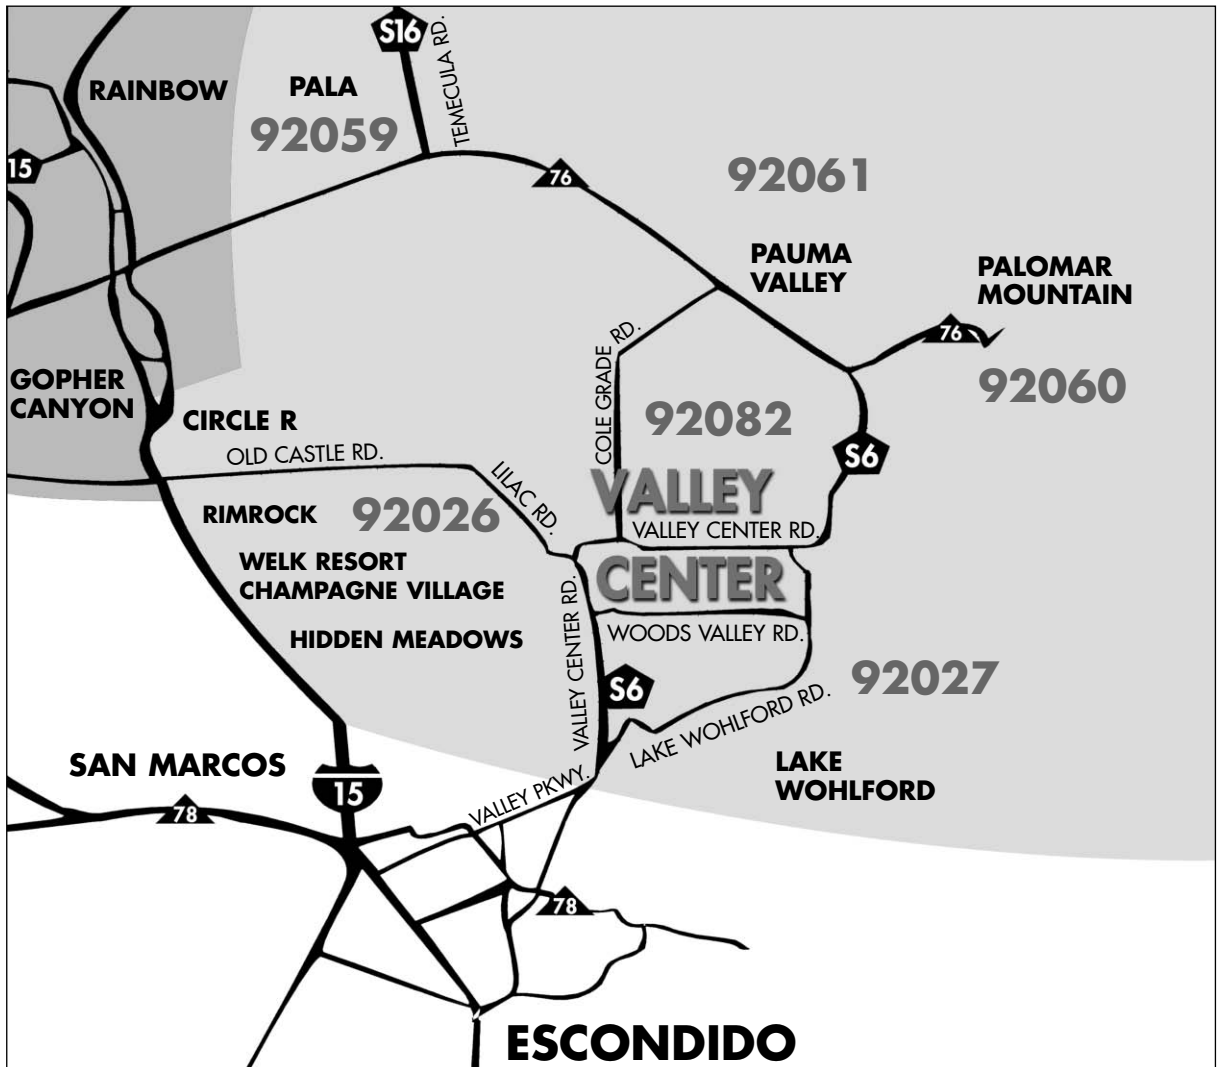 S16
TEMECULA RD.
RAINBOW
PALA
92059
15
76
92061
PAUMA
VALLEY
PALOMAR
MOUNTAIN
76
92060
GOPHER
CANYON
CIRCLE R
OLD CASTLE RD.
COLE GRADE RD.
92082
S6
LILAC RD.
RIMROCK
92026
VALLEY
VALLEY CENTER RD.
CENTER
WELK RESORT
CHAMPAGNE VILLAGE
HIDDEN MEADOWS
VALLEY CENTER RD.
WOODS VALLEY RD.
S6
92027
LAKE WOHLFORD RD.
LAKE
WOHLFORD
SAN MARCOS
15
78
VALLEY PKWY.
78
ESCONDIDO